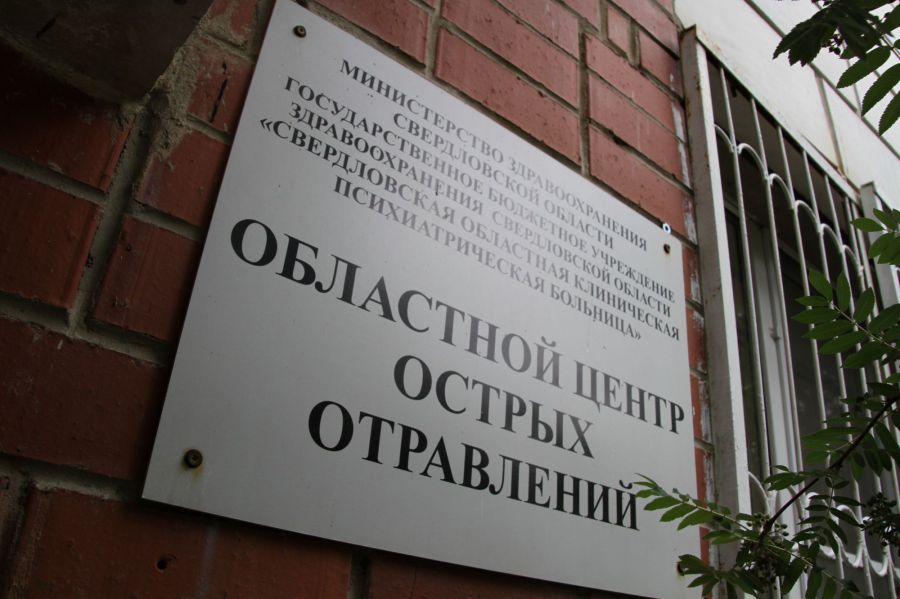 МИНИСТЕРСТВО ЗДРАВООХРАНЕНИЯ
СВЕРДЛОВСКОЙ ОБЛАСТИ
ГОСУДАРСТВЕННОЕ БЮДЖЕТНОЕ УЧРЕЖДЕНИЕ
ЗДРАВООХРАНЕНИЯ СВЕРДЛОВСКОЙ ОБЛАСТИ
«СВЕРДЛОВСКАЯ ОБЛАСТНАЯ КЛИНИЧЕСКАЯ
ПСИХИАТРИЧЕСКАЯ БОЛЬНИЦА»
ОБЛАСТНОЙ ЦЕНТР
ОСТРЫХ
ОТРАВЛЕНИЙ